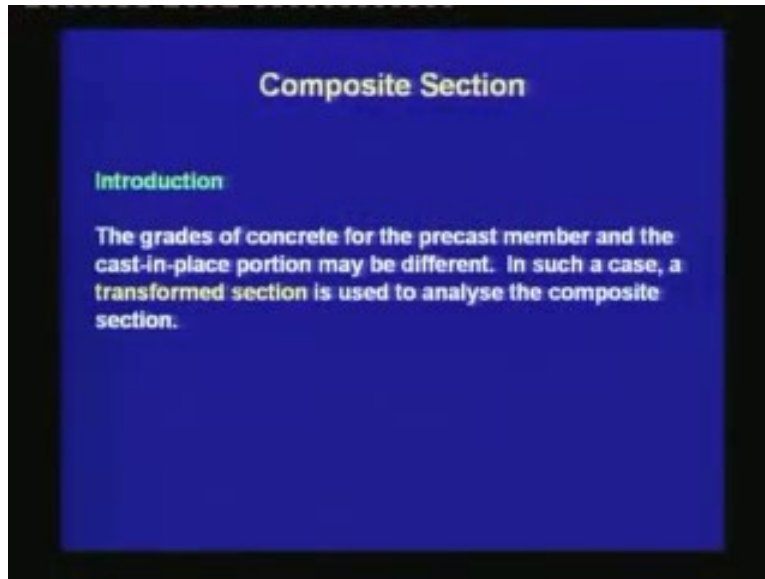 Composite Section
Introduction
The grades of concrete for the precast member and the
cast-in-place portion may be different. In such a case, a
transformed section is used to analyse the composite
section.